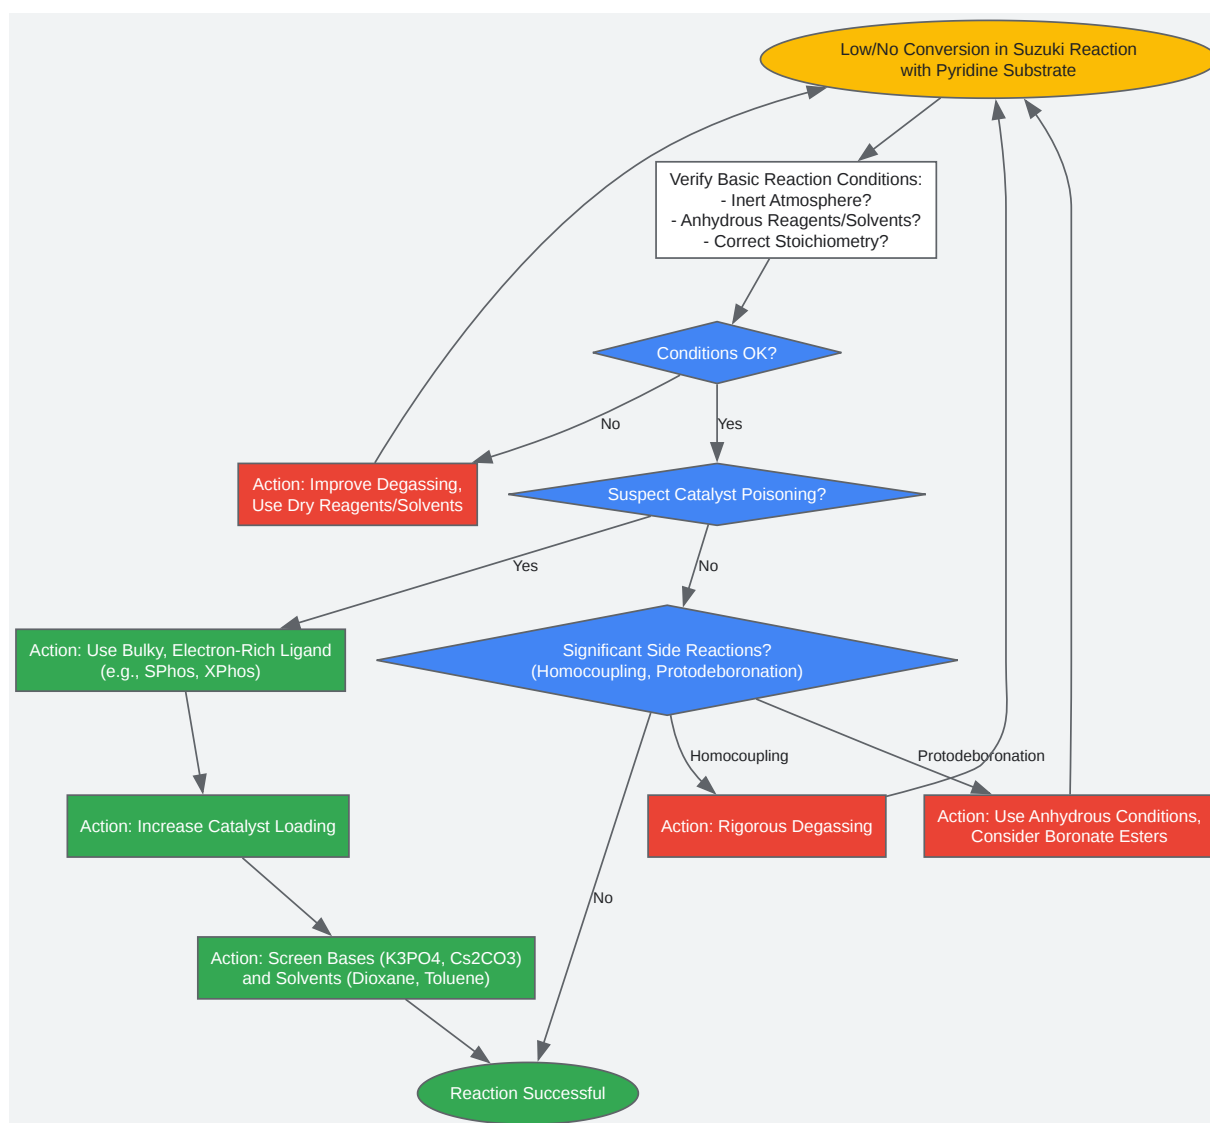 Low/No Conversion in Suzuki Reaction
with Pyridine Substrate
Verify Basic Reaction Conditions:
- Inert Atmosphere?
- Anhydrous Reagents/Solvents?
- Correct Stoichiometry?
Conditions OK?
No
Yes
Action: Improve Degassing,
Use Dry Reagents/Solvents
Suspect Catalyst Poisoning?
Yes
No
Action: Use Bulky, Electron-Rich Ligand
(e.g., SPhos, XPhos)
Significant Side Reactions?
(Homocoupling, Protodeboronation)
Homocoupling
Protodeboronation
Action: Increase Catalyst Loading
Action: Rigorous Degassing
Action: Use Anhydrous Conditions,
Consider Boronate Esters
No
Action: Screen Bases (K3PO4, Cs2CO3)
and Solvents (Dioxane, Toluene)
Reaction Successful